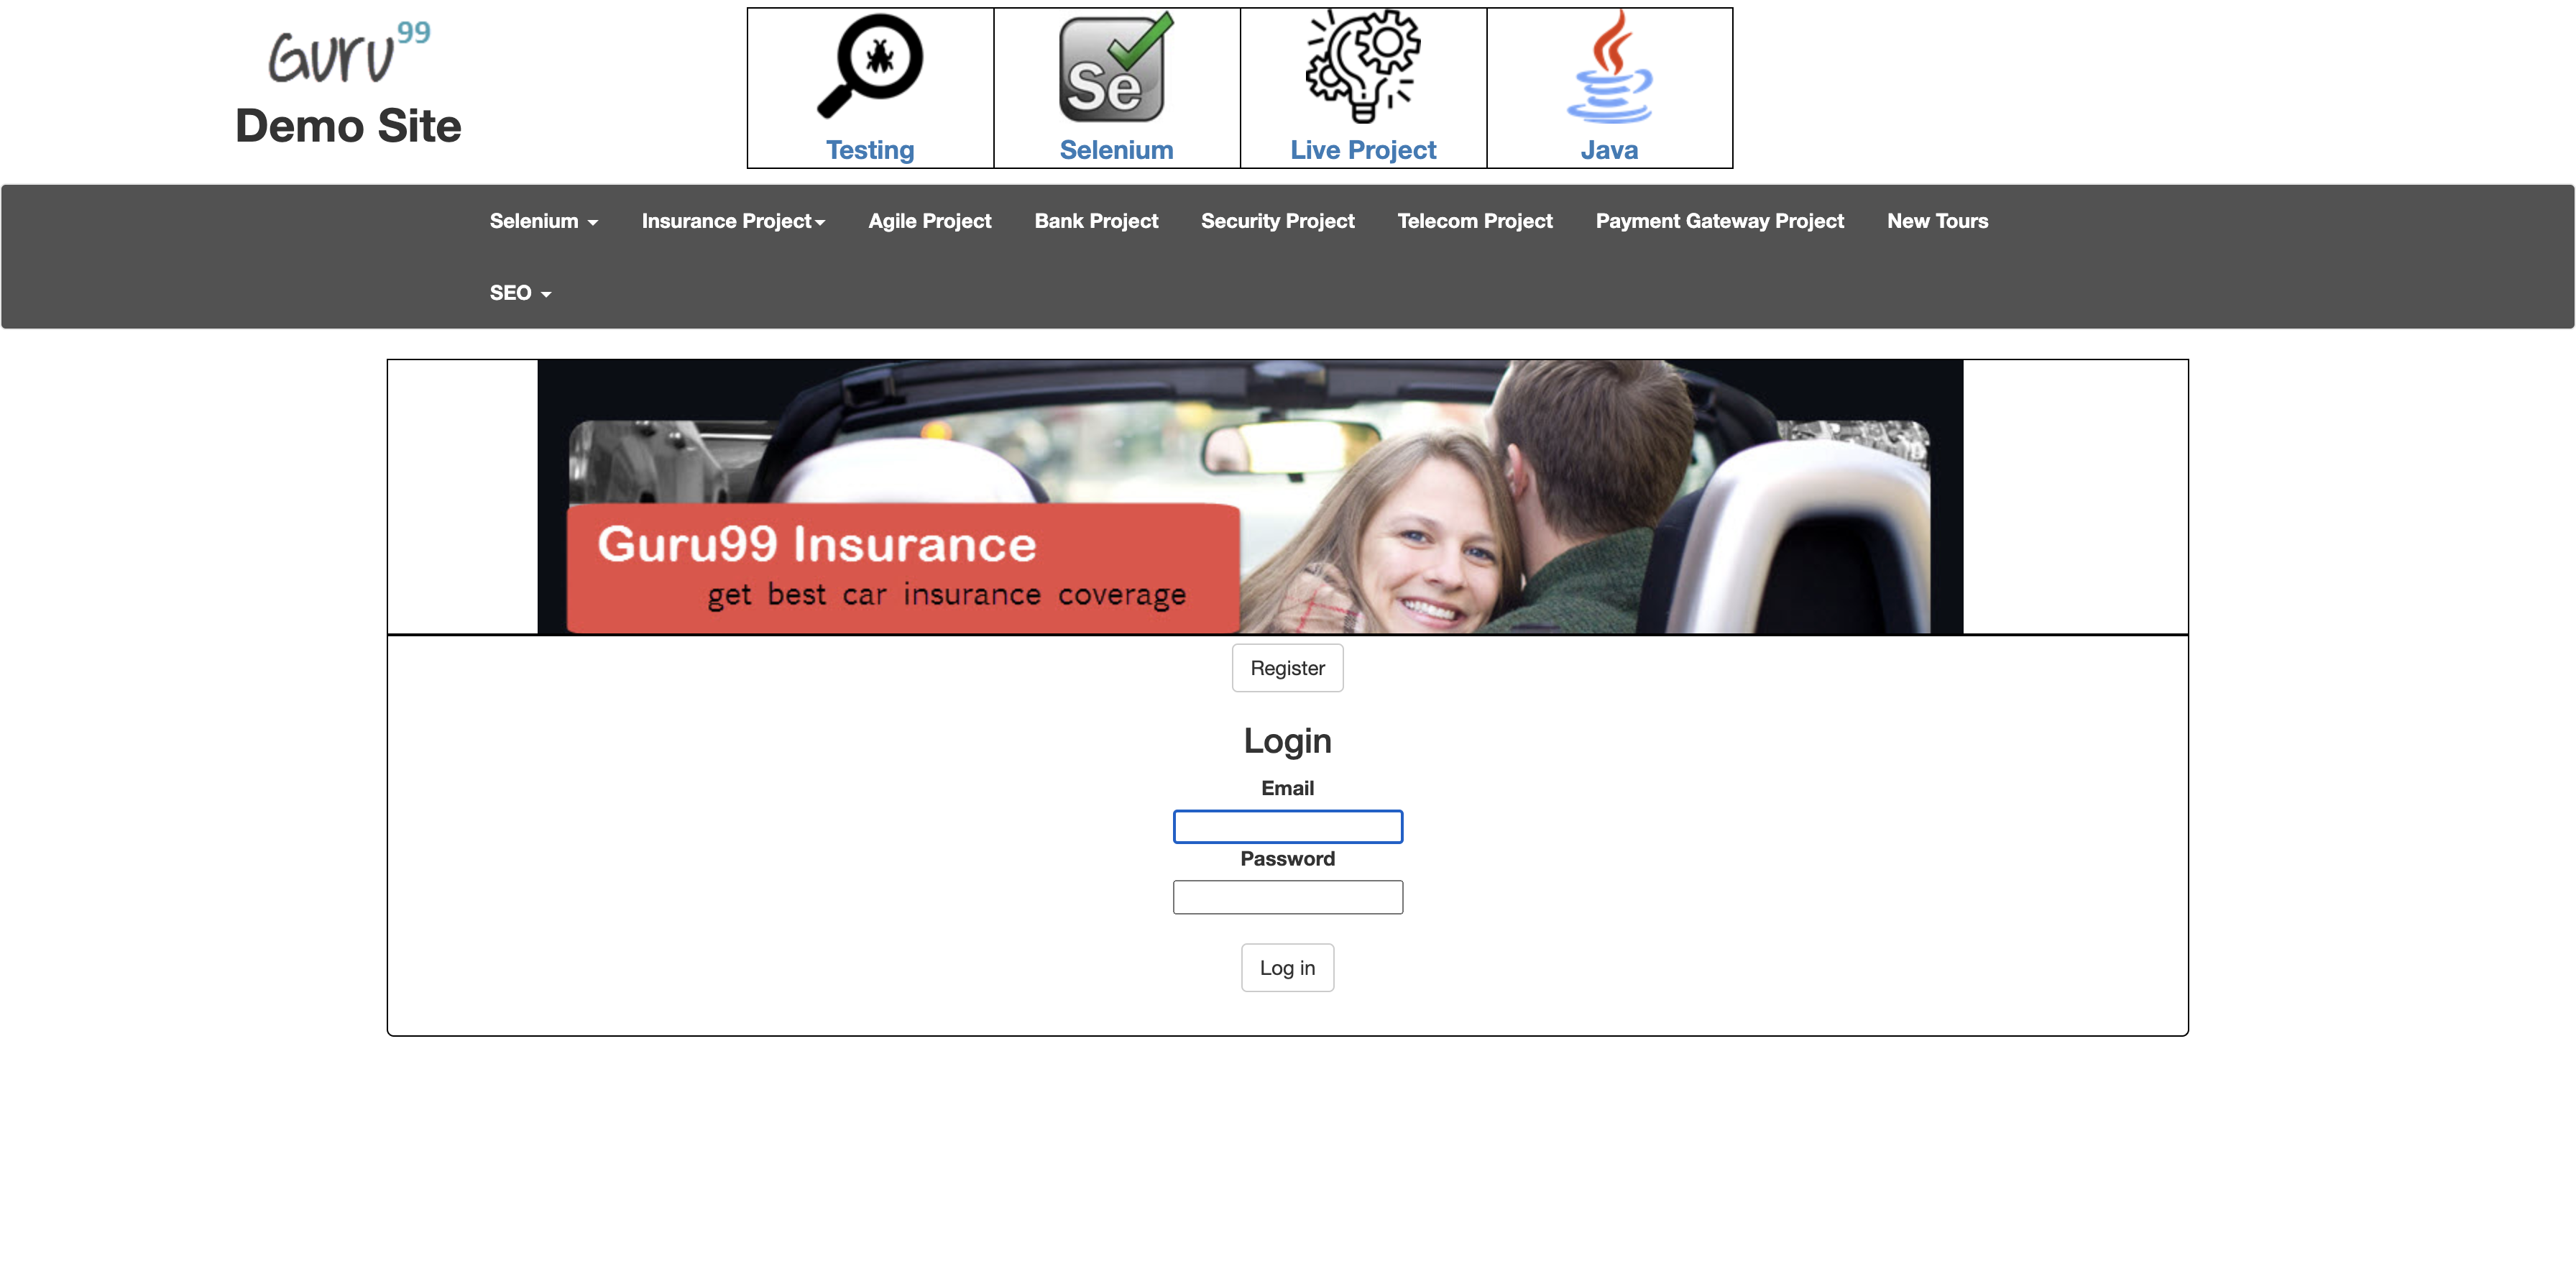 Guru99
Demo Site
Se
Testing
Selenium
Live Project
Java
Selenium
Insurance Project
Agile Project
Bank Project
Security Project
Telecom Project
Payment Gateway Project
New Tours
SEO
Guru99 Insurance
get best car insurance coverage
Register
Login
Email
Password
Log in